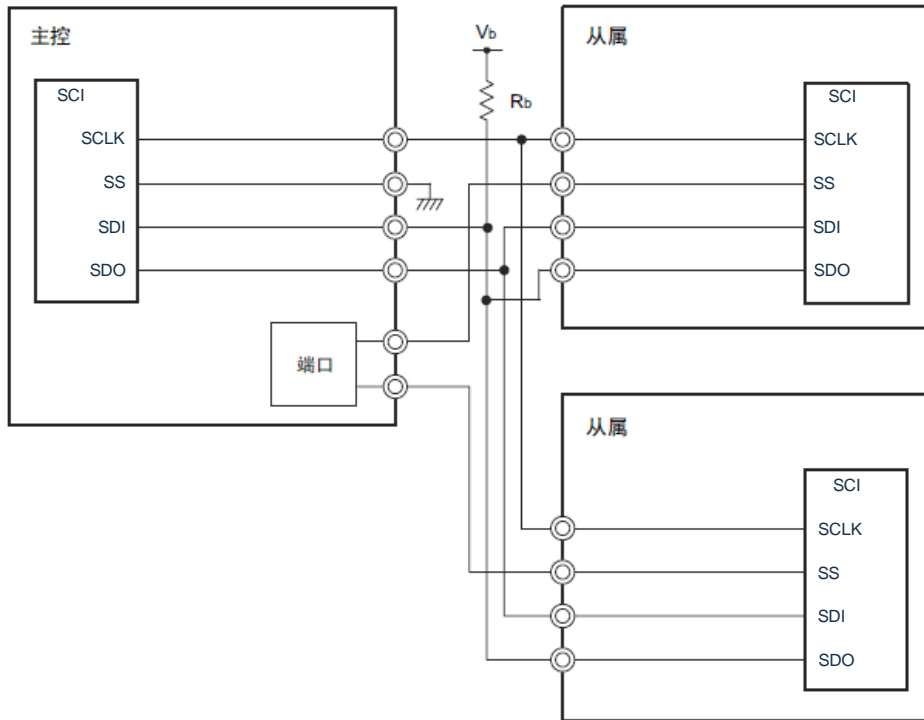 主控
SCI
SCLK
SS
SDI
SDO
端口
Vb
Rb
从属
SCI
SCLK
SS
SDI
SDO
从属
SCI
SCLK
SS
SDI
SDO